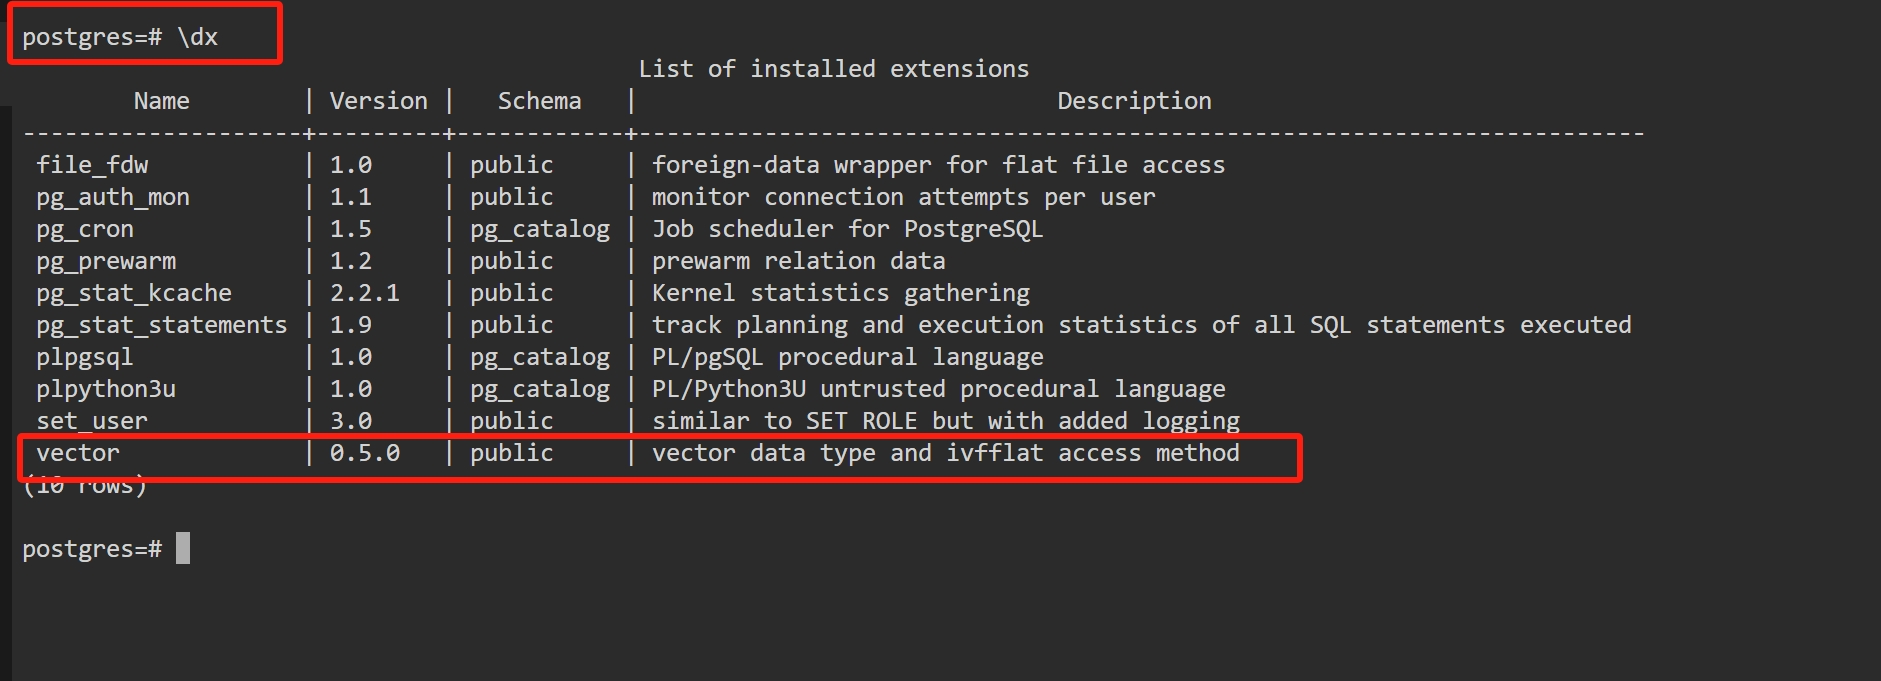 postgres=# \dx
                                            List of installed extensions
        Name        | Version |   Schema   |                              Description
--------------------+---------+------------+------------------------------------------------------------------------
 file_fdw           | 1.0     | public     | foreign-data wrapper for flat file access
 pg_auth_mon        | 1.1     | public     | monitor connection attempts per user
 pg_cron            | 1.5     | pg_catalog | Job scheduler for PostgreSQL
 pg_prewarm         | 1.2     | public     | prewarm relation data
 pg_stat_kcache     | 2.2.1   | public     | Kernel statistics gathering
 pg_stat_statements | 1.9     | public     | track planning and execution statistics of all SQL statements executed
 plpgsql            | 1.0     | pg_catalog | PL/pgSQL procedural language
 plpython3u         | 1.0     | pg_catalog | PL/Python3U untrusted procedural language
 set_user           | 3.0     | public     | similar to SET ROLE but with added logging
 vector             | 0.5.0   | public     | vector data type and ivfflat access method
(10 rows)
postgres=#